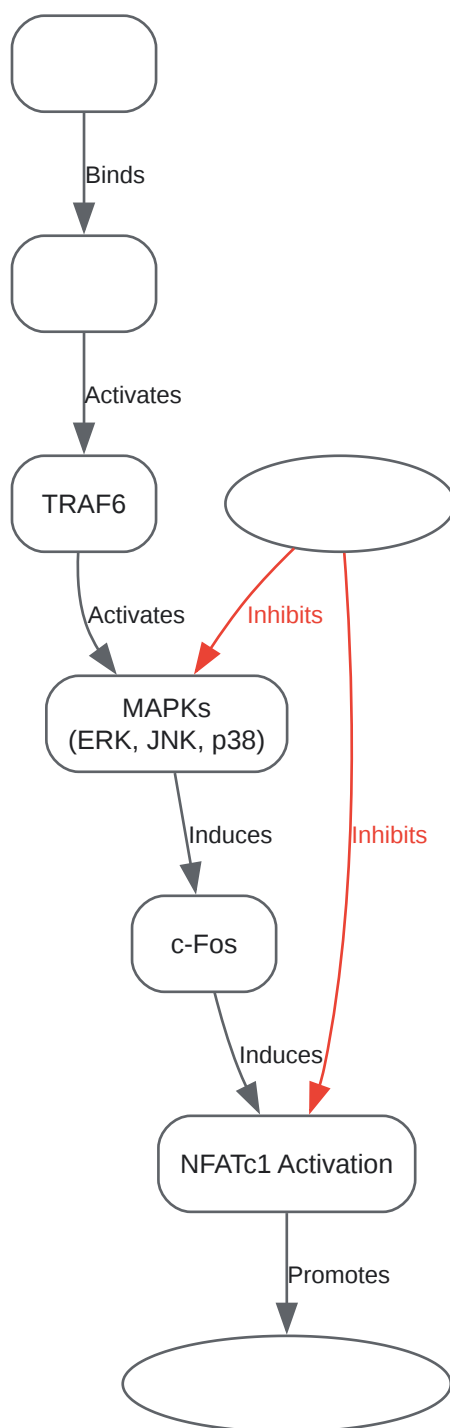 Binds
Activates
TRAF6
Activates
Inhibits
MAPKs
(ERK, JNK, p38)
Induces
Inhibits
c-Fos
Induces
NFATc1 Activation
Promotes